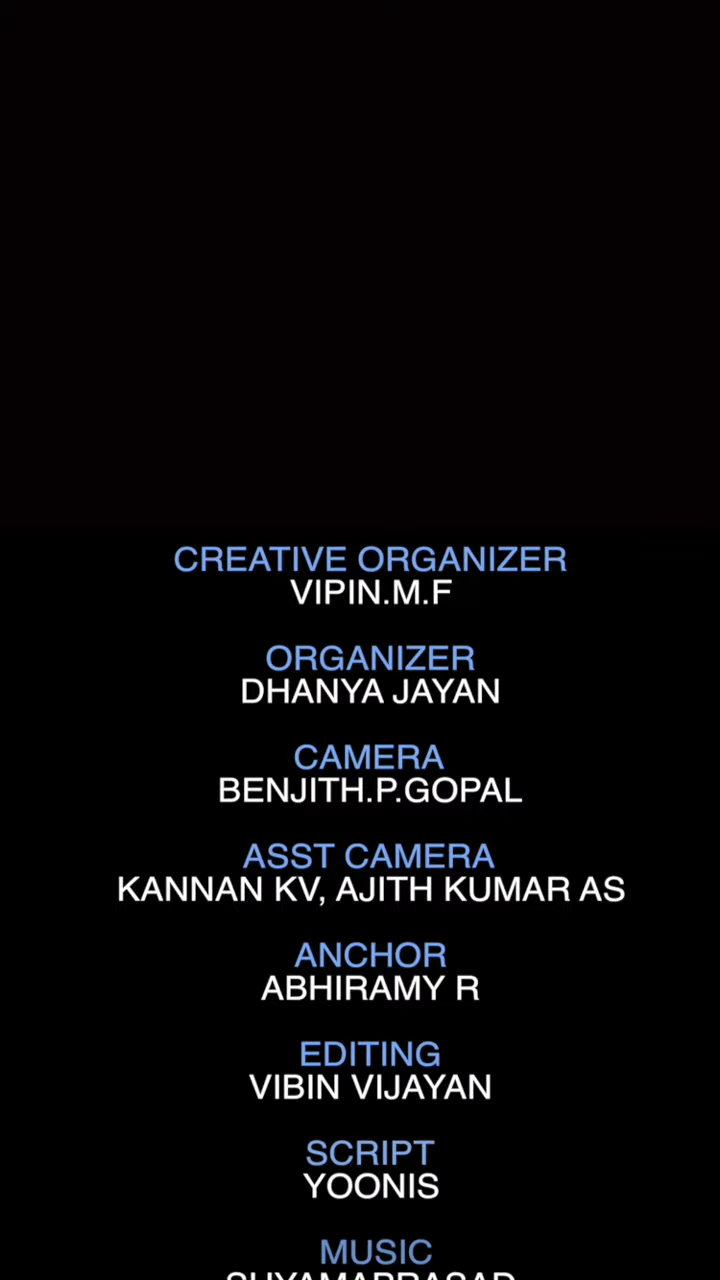 CREATIVE ORGANIZER
VIPIN.M.F
ORGANIZER
DHANYA JAYAN
CAMERA
BENJITH.P.GOPAL
ASST CAMERA
KANNAN KV, AJITH KUMAR AS
ANCHOR
ABHIRAMY R
EDITING
VIBIN VIJAYAN
SCRIPT
YOONIS
MUSIC